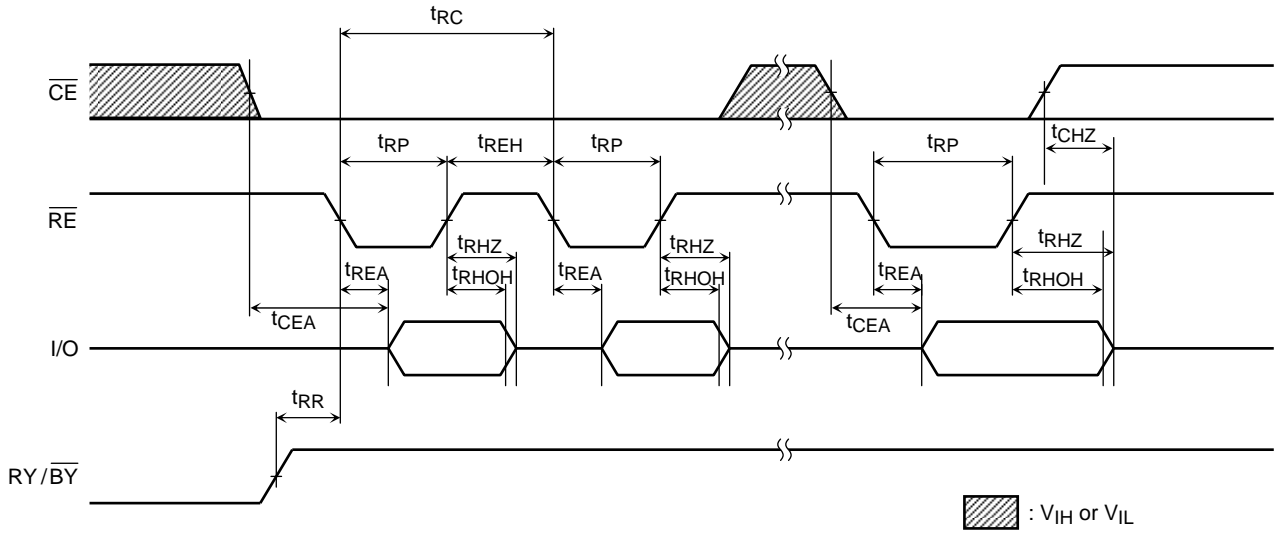 tRC
CE
tCHZ
tRP tREH tRP tRP
RE
tRHZ tRHZ tRHZ
tREA tRHOH tREA tRHOH tREA tRHOH
tCEA tCEA
I/O
tRR
RY/BY
: VIH or VIL